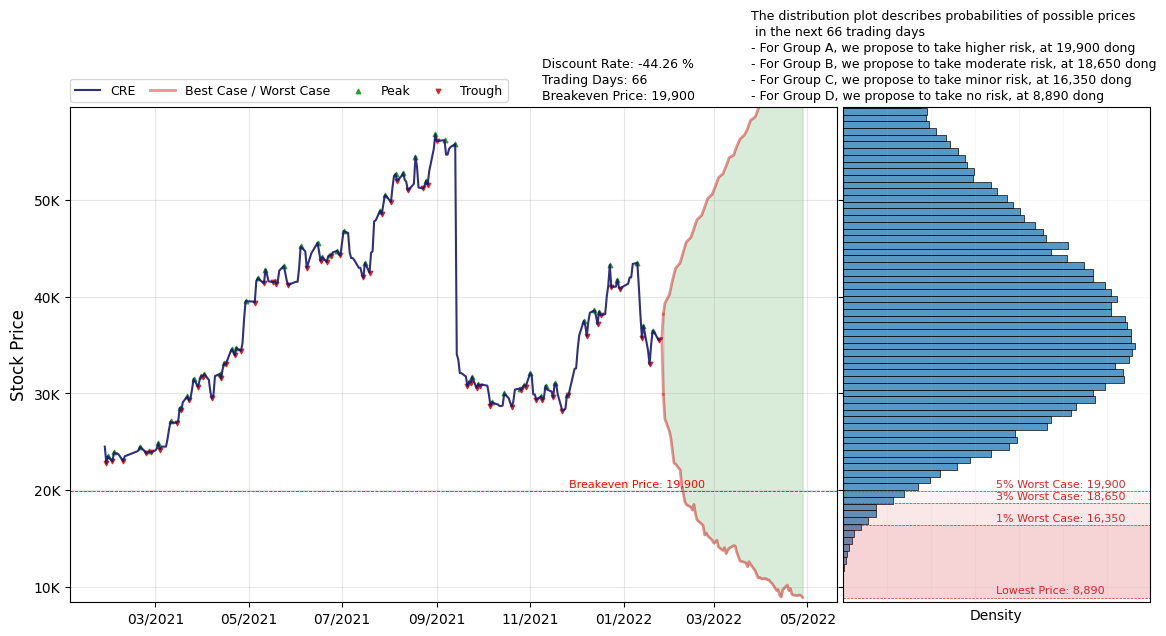 The distribution plot describes probabilities of possible prices
in the next 66 trading days
- For Group A, we propose to take higher risk, at 19,900 dong
- For Group B, we propose to take moderate risk, at 18,650 dong
- For Group C, we propose to take minor risk, at 16,350 dong
- For Group D, we propose to take no risk, at 8,890 dong
Discount Rate: -44.26 %
Trading Days: 66
Breakeven Price: 19,900
CRE
Best Case / Worst Case
Peak
Trough
Stock Price
50K
40K
30K
20K
10K
Breakeven Price: 19,900
5% Worst Case: 19,900
3% Worst Case: 18,650
1% Worst Case: 16,350
Lowest Price: 8,890
03/2021
05/2021
07/2021
09/2021
11/2021
01/2022
03/2022
05/2022
Density